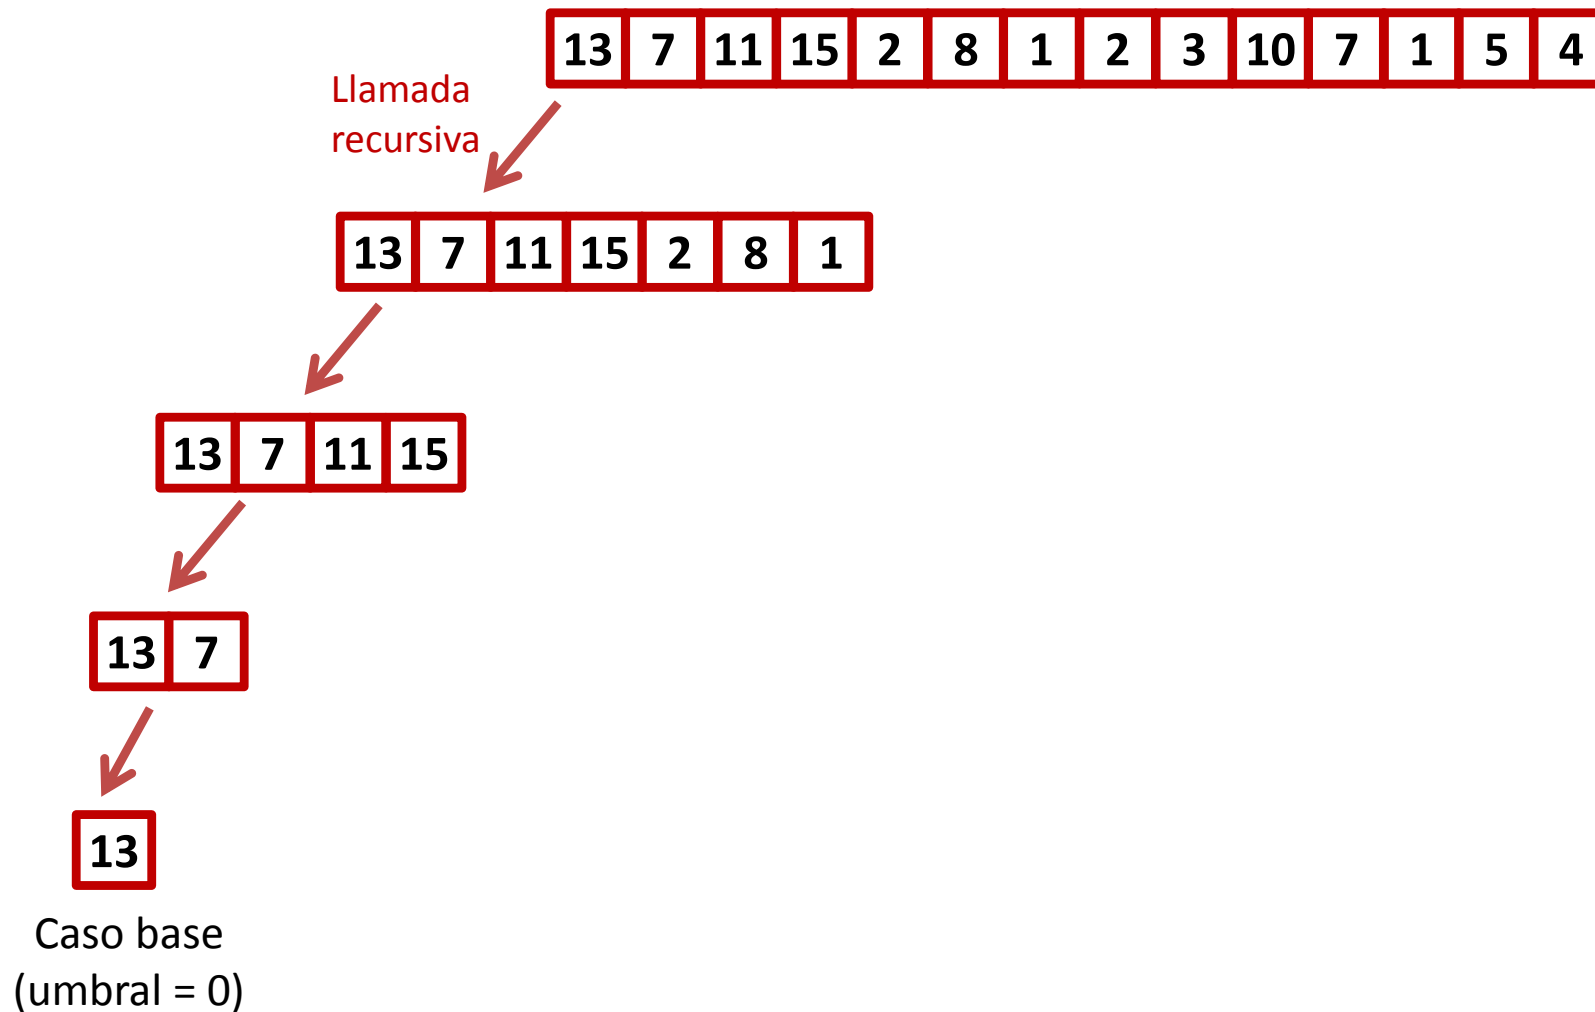 13 7 11 15 2 8 1 2 3 10 7 1 5 4
Llamada
recursiva
13 7 11 15 2 8 1
13 7 11 15
13 7
13
Caso base
(umbral = 0)